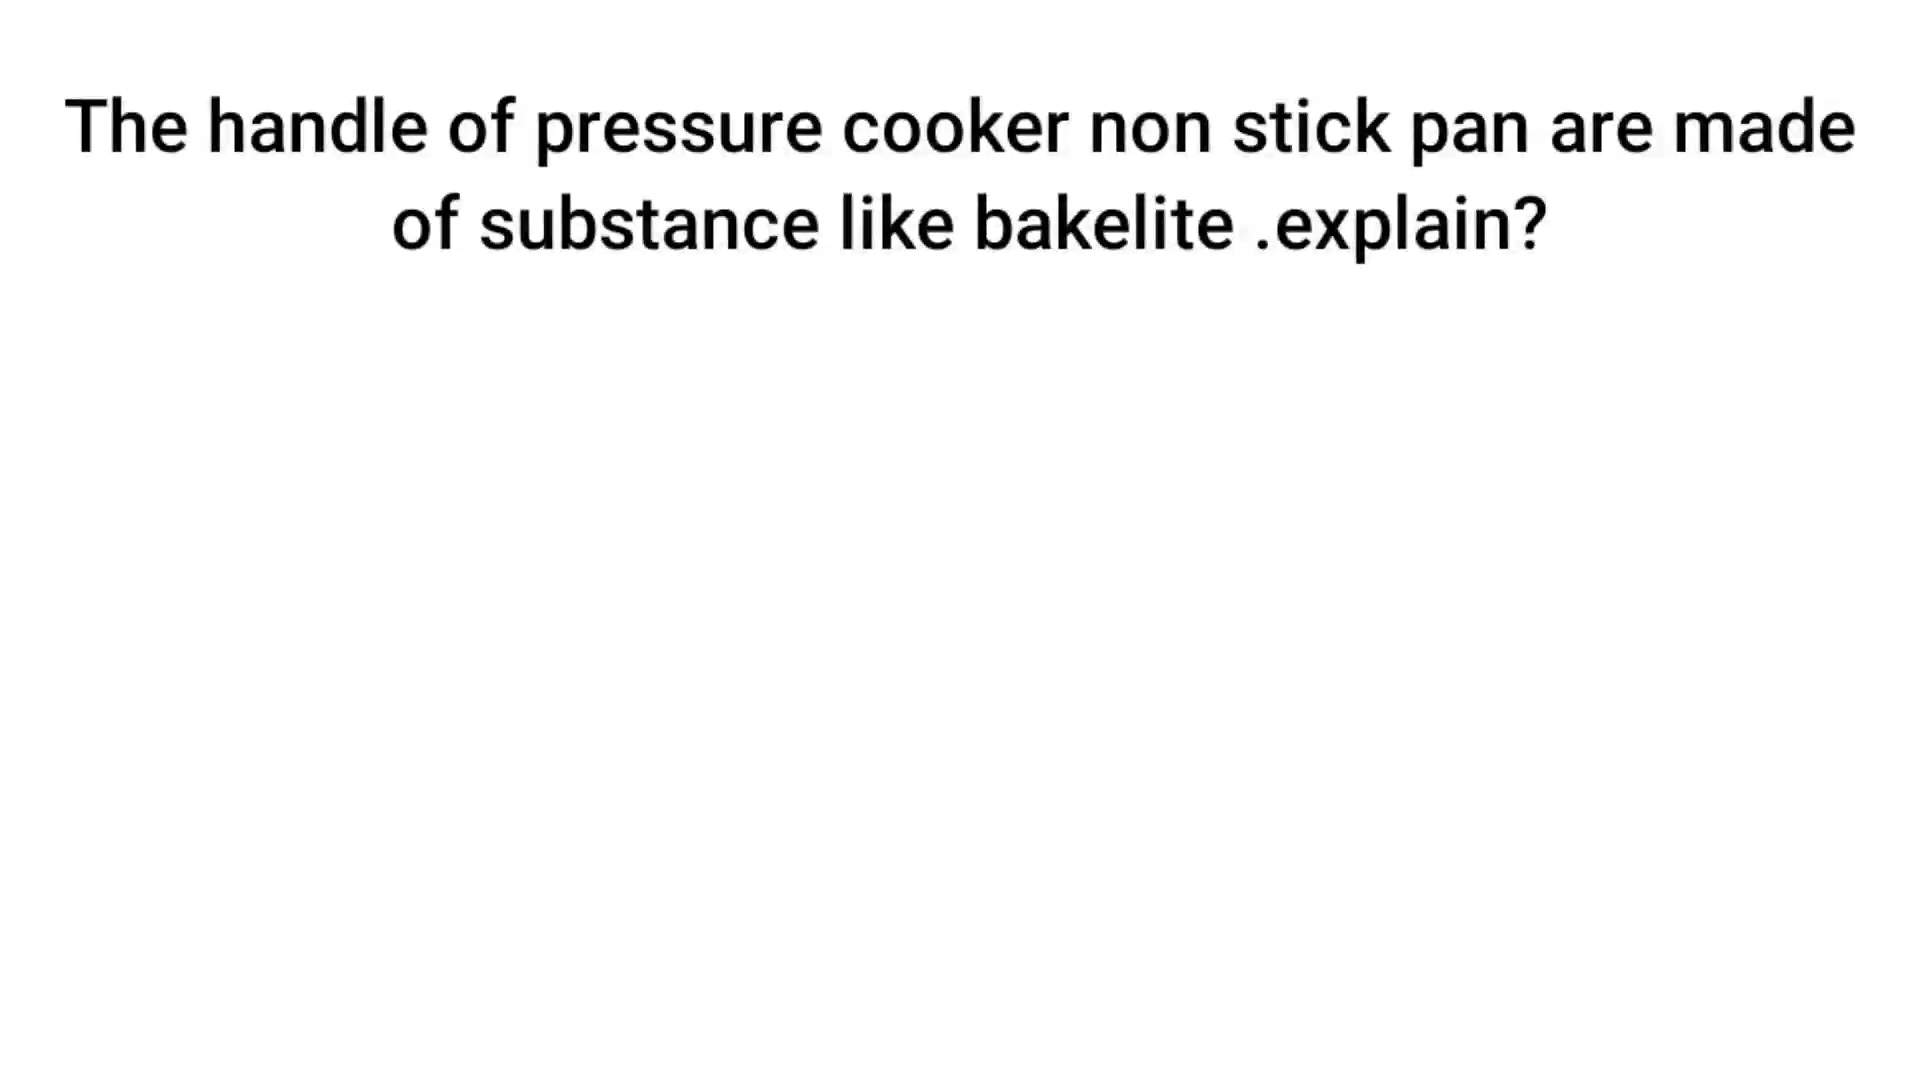 The handle of pressure cooker non stick pan are made
of substance like bakelite .explain?